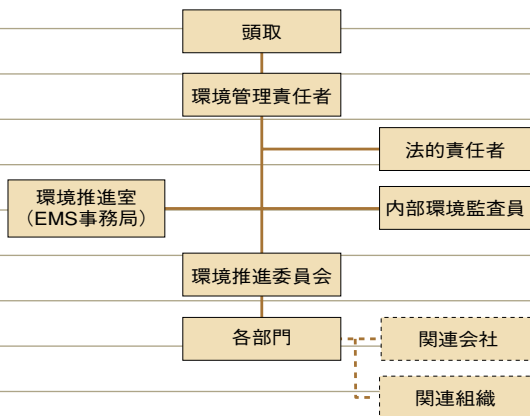 頭取
環境管理責任者
法的責任者
環境推進室
（EMS事務局）
内部環境監査員
環境推進委員会
各部門
関連会社
関連組織